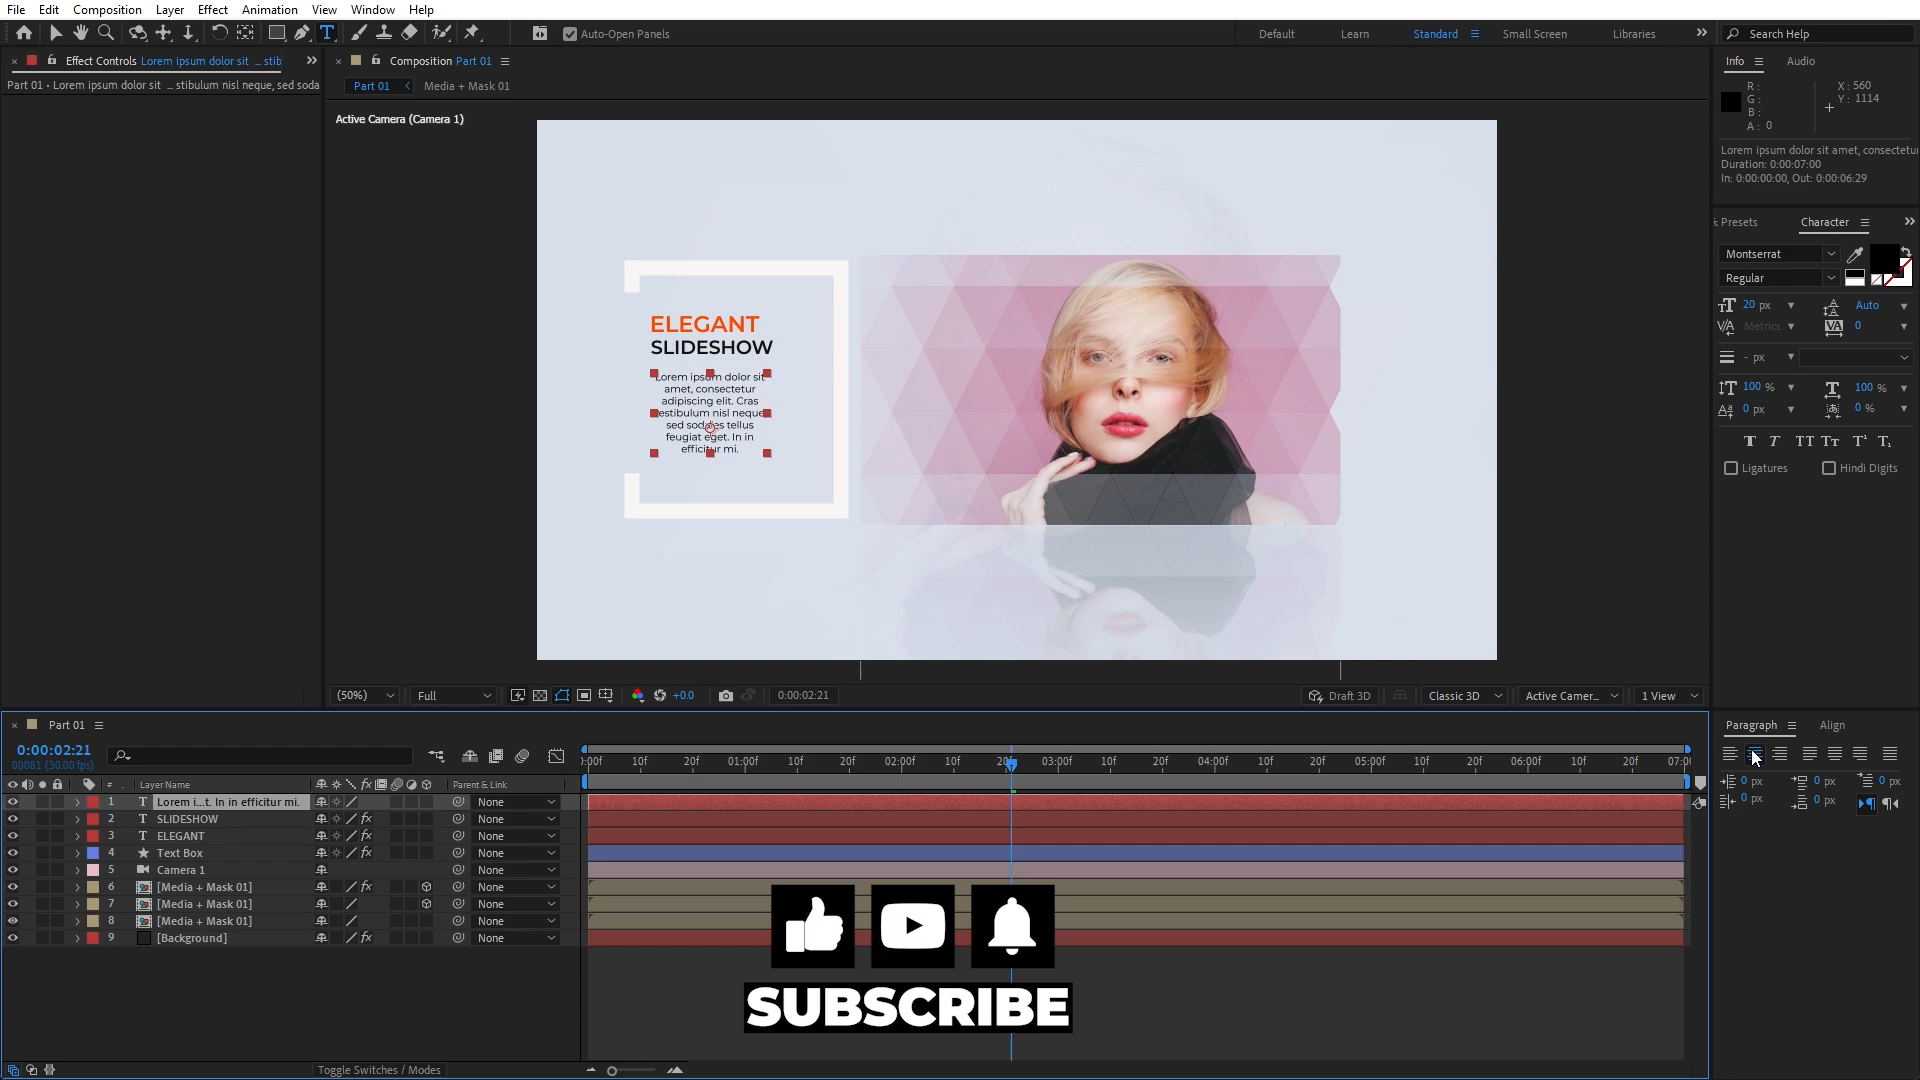 File Edit Composition Layer Effect Animation View Window Help
Auto-Open Panels Default Learn Standard Small Screen Libraries Search Help
Effect Controls Lorem ipsum dolor sit ... stib
Composition Part 01
Info Audio
Part 01 • Lorem ipsum dolor sit ... stibulum nisl neque, sed soda
Part 01 Media + Mask 01
R: X: 560
G: Y: 1114
B:
A: 0
Active Camera (Camera 1)
Lorem ipsum dolor sit amet, consectetur
Duration: 0:00:07:00
In: 0:00:00:00, Out: 0:00:06:29
Presets Character
Montserrat
Regular
20 px Auto
Metrics 0
- px
100 % 100 %
0 px 0 %
T T TT Tt T¹ T₁
Ligatures Hindi Digits
ELEGANT
SLIDESHOW
Lorem ipsum dolor sit
amet, consectetur
adipiscing elit. Cras
vestibulum nisl neque,
sed sodales tellus
feugiat eget. In in
efficitur mi.
(50%) Full +0.0 0:00:02:21 Draft 3D Classic 3D Active Camer... 1 View
Part 01
0:00:02:21
00081 (30.00 fps)
:00f 10f 20f 01:00f 10f 20f 02:00f 10f 20f 03:00f 10f 20f 04:00f 10f 20f 05:00f 10f 20f 06:00f 10f 20f 07:0
# Layer Name Parent & Link
1 Lorem i...t. In in efficitur mi. None
2 SLIDESHOW fx None
3 ELEGANT None
4 Text Box fx None
5 Camera 1 None
6 [Media + Mask 01] fx None
7 [Media + Mask 01] None
8 [Media + Mask 01] None
9 [Background] fx None
Toggle Switches / Modes
Paragraph Align
0 px 0 px 0 px
0 px 0 px
SUBSCRIBE